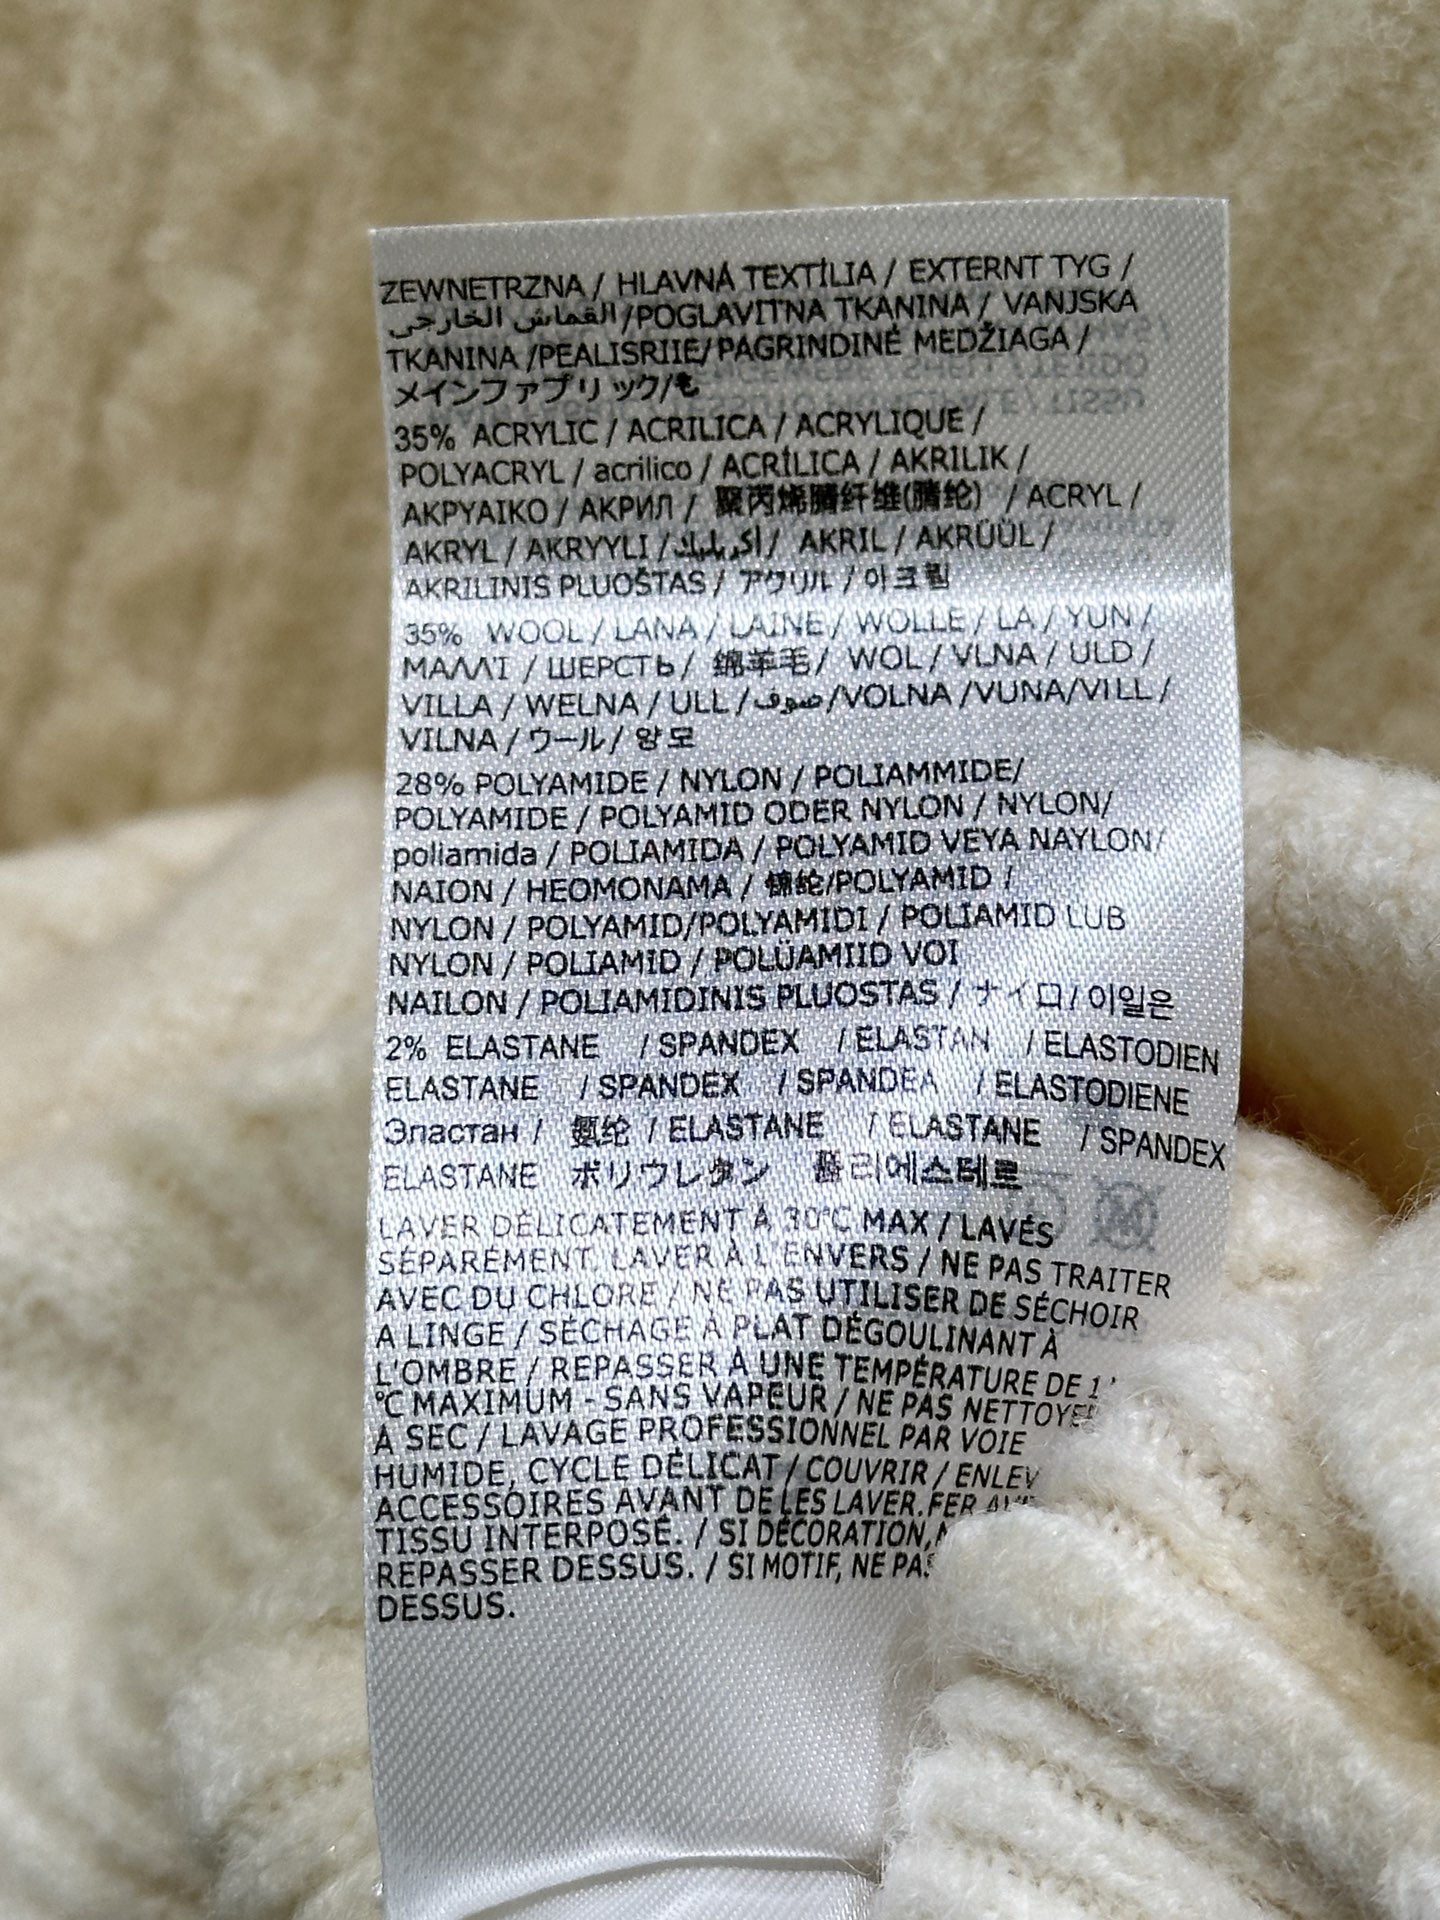 ZEWNETRZNA / HLAVNÁ TEXTÍLIA / EXTERNT TYG /
القماش الخارجي /POGLAVITNA TKANINA / VANJSKA
TKANINA /PEALISRIIE/PAGRINDINĖ MEDŽIAGA /
メインファブリック/も
35% ACRYLIC / ACRILICA / ACRYLIQUE /
POLYACRYL / acrilico / ACRÍLICA / AKRILIK /
AKPYAIKO / АКРИЛ / 聚丙烯腈纤维(腈纶) / ACRYL /
AKRYL / AKRYYLI /أكريليك/ AKRIL / AKRÜÜL /
AKRILINIS PLUOŠTAS / アクリル / 아크릴
35% WOOL / LANA / LAINE / WOLLE / LA / YUN /
ΜΑΛΛΊ / ШЕРСТЬ / 绵羊毛 / WOL / VLNA / ULD /
VILLA / WELNA / ULL / صوف/VOLNA /VUNA/VILL /
VILNA / ウール / 양모
28% POLYAMIDE / NYLON / POLIAMMIDE/
POLYAMIDE / POLYAMID ODER NYLON / NYLON/
poliamida / POLIAMIDA / POLYAMID VEYA NAYLON/
NAION / HEOMONAMA / 锦纶/POLYAMID /
NYLON / POLYAMID/POLYAMIDI / POLIAMID LUB
NYLON / POLIAMID / POLÜAMIID VOI
NAILON / POLIAMIDINIS PLUOSTAS / ナイロ / 이일은
2% ELASTANE / SPANDEX / ELASTAN / ELASTODIEN
ELASTANE / SPANDEX / SPANDEA / ELASTODIENE
Эластан / 氨纶 / ELASTANE / ELASTANE / SPANDEX
ELASTANE ポリウレタン 폴리에스테르
LAVER DÉLICATEMENT À 30°C MAX / LAVÉS
SÉPARÉMENT, LAVER À L'ENVERS / NE PAS TRAITER
AVEC DU CHLORE / NE PAS UTILISER DE SÉCHOIR
A LINGE / SÉCHAGE À PLAT DÉGOULINANT À
L'OMBRE / REPASSER À UNE TEMPÉRATURE DE 1
°C MAXIMUM - SANS VAPEUR / NE PAS NETTOYER
À SEC / LAVAGE PROFESSIONNEL PAR VOIE
HUMIDE, CYCLE DÉLICAT / COUVRIR / ENLEV
ACCESSOIRES AVANT DE LES LAVER.FER AV
TISSU INTERPOSÉ. / SI DÉCORATION,
REPASSER DESSUS. / SI MOTIF, NE PAS
DESSUS.